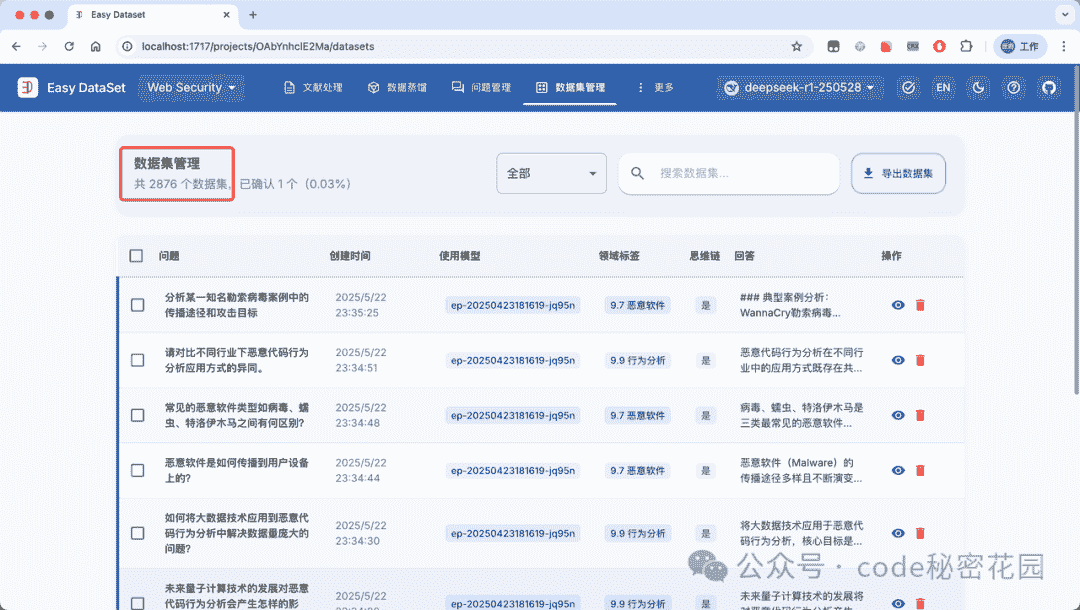 Easy Dataset
localhost:1717/projects/OAbYnhcIE2Ma/datasets
工作
Easy DataSet
Web Security
文献处理
数据蒸馏
问题管理
数据集管理
更多
deepseek-r1-250528
EN
数据集管理
共 2876 个数据集，已确认 1 个（0.03%）
全部
搜索数据集...
导出数据集
问题
创建时间
使用模型
领域标签
思维链
回答
操作
分析某一知名勒索病毒案例中的
传播途径和攻击目标
2025/5/22
23:35:25
ep-20250423181619-jq95n
9.7 恶意软件
是
### 典型案例分析：
WannaCry勒索病毒...
请对比不同行业下恶意代码行为
分析应用方式的异同。
2025/5/22
23:34:51
ep-20250423181619-jq95n
9.9 行为分析
是
恶意代码行为分析在不同行
业中的应用方式既存在共...
常见的恶意软件类型如病毒、蠕
虫、特洛伊木马之间有何区别?
2025/5/22
23:34:48
ep-20250423181619-jq95n
9.7 恶意软件
是
病毒、蠕虫、特洛伊木马是
三类最常见的恶意软件...
恶意软件是如何传播到用户设备
上的?
2025/5/22
23:34:44
ep-20250423181619-jq95n
9.7 恶意软件
是
恶意软件（Malware）的
传播途径多样且不断演变...
如何将大数据技术应用到恶意代
码行为分析中解决数据量庞大的
问题?
2025/5/22
23:34:30
ep-20250423181619-jq95n
9.9 行为分析
是
将大数据技术应用于恶意代
码行为分析，核心目标是...
未来量子计算技术的发展对恶意
代码行为分析会产生怎样的影
2025/5/22
ep-20250423181619-jq95n
9.9 行为分析
是
未来量子计算技术的发展将
公众号 · code秘密花园